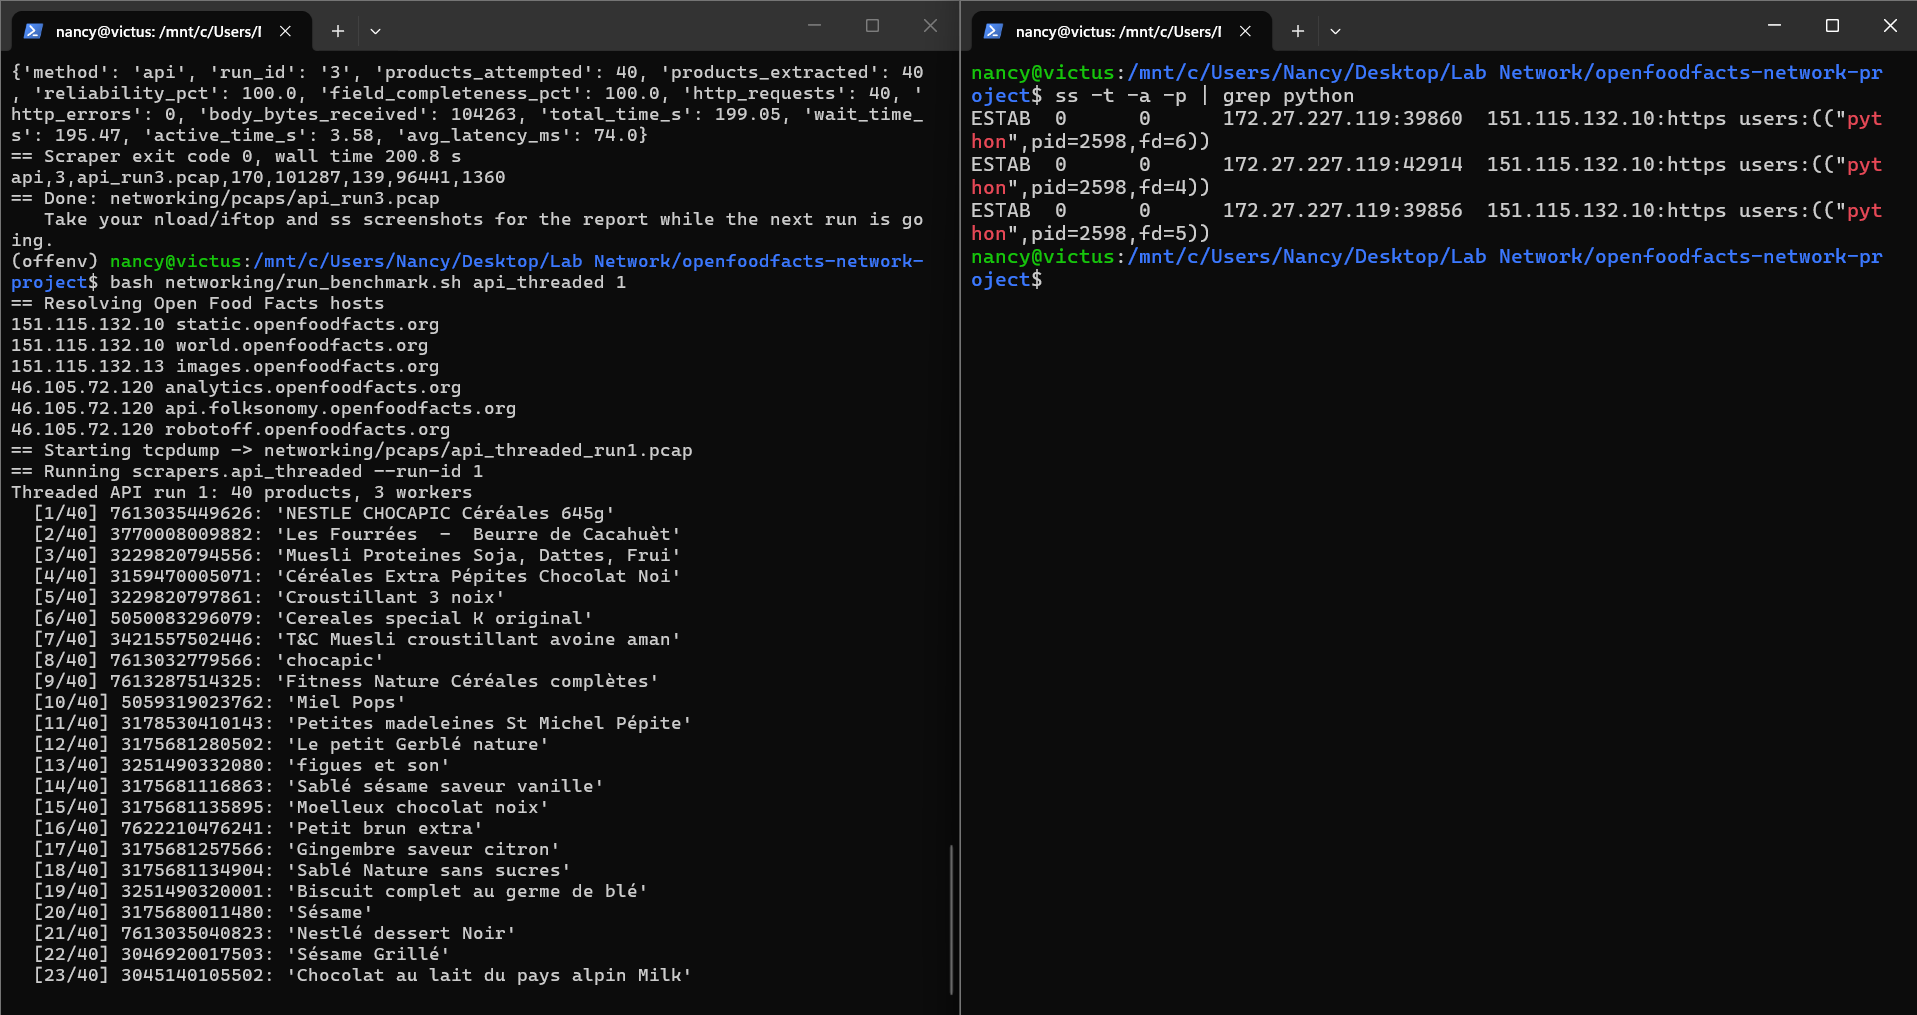 nancy@victus: /mnt/c/Users/l
{'method': 'api', 'run_id': '3', 'products_attempted': 40, 'products_extracted': 40
, 'reliability_pct': 100.0, 'field_completeness_pct': 100.0, 'http_requests': 40, '
http_errors': 0, 'body_bytes_received': 104263, 'total_time_s': 199.05, 'wait_time_
s': 195.47, 'active_time_s': 3.58, 'avg_latency_ms': 74.0}
== Scraper exit code 0, wall time 200.8 s
api,3,api_run3.pcap,170,101287,139,96441,1360
== Done: networking/pcaps/api_run3.pcap
   Take your nload/iftop and ss screenshots for the report while the next run is go
ing.
(offenv) nancy@victus:/mnt/c/Users/Nancy/Desktop/Lab Network/openfoodfacts-network-
project$ bash networking/run_benchmark.sh api_threaded 1
== Resolving Open Food Facts hosts
151.115.132.10 static.openfoodfacts.org
151.115.132.10 world.openfoodfacts.org
151.115.132.13 images.openfoodfacts.org
46.105.72.120 analytics.openfoodfacts.org
46.105.72.120 api.folksonomy.openfoodfacts.org
46.105.72.120 robotoff.openfoodfacts.org
== Starting tcpdump -> networking/pcaps/api_threaded_run1.pcap
== Running scrapers.api_threaded --run-id 1
Threaded API run 1: 40 products, 3 workers
  [1/40] 7613035449626: 'NESTLE CHOCAPIC Céréales 645g'
  [2/40] 3770008009882: 'Les Fourrées  -  Beurre de Cacahuèt'
  [3/40] 3229820794556: 'Muesli Proteines Soja, Dattes, Frui'
  [4/40] 3159470005071: 'Céréales Extra Pépites Chocolat Noi'
  [5/40] 3229820797861: 'Croustillant 3 noix'
  [6/40] 5050083296079: 'Cereales special K original'
  [7/40] 3421557502446: 'T&C Muesli croustillant avoine aman'
  [8/40] 7613032779566: 'chocapic'
  [9/40] 7613287514325: 'Fitness Nature Céréales complètes'
  [10/40] 5059319023762: 'Miel Pops'
  [11/40] 3178530410143: 'Petites madeleines St Michel Pépite'
  [12/40] 3175681280502: 'Le petit Gerblé nature'
  [13/40] 3251490332080: 'figues et son'
  [14/40] 3175681116863: 'Sablé sésame saveur vanille'
  [15/40] 3175681135895: 'Moelleux chocolat noix'
  [16/40] 7622210476241: 'Petit brun extra'
  [17/40] 3175681257566: 'Gingembre saveur citron'
  [18/40] 3175681134904: 'Sablé Nature sans sucres'
  [19/40] 3251490320001: 'Biscuit complet au germe de blé'
  [20/40] 3175680011480: 'Sésame'
  [21/40] 7613035040823: 'Nestlé dessert Noir'
  [22/40] 3046920017503: 'Sésame Grillé'
  [23/40] 3045140105502: 'Chocolat au lait du pays alpin Milk'
nancy@victus: /mnt/c/Users/l
nancy@victus:/mnt/c/Users/Nancy/Desktop/Lab Network/openfoodfacts-network-pr
oject$ ss -t -a -p | grep python
ESTAB  0      0      172.27.227.119:39860  151.115.132.10:https users:(("pyt
hon",pid=2598,fd=6))
ESTAB  0      0      172.27.227.119:42914  151.115.132.10:https users:(("pyt
hon",pid=2598,fd=4))
ESTAB  0      0      172.27.227.119:39856  151.115.132.10:https users:(("pyt
hon",pid=2598,fd=5))
nancy@victus:/mnt/c/Users/Nancy/Desktop/Lab Network/openfoodfacts-network-pr
oject$